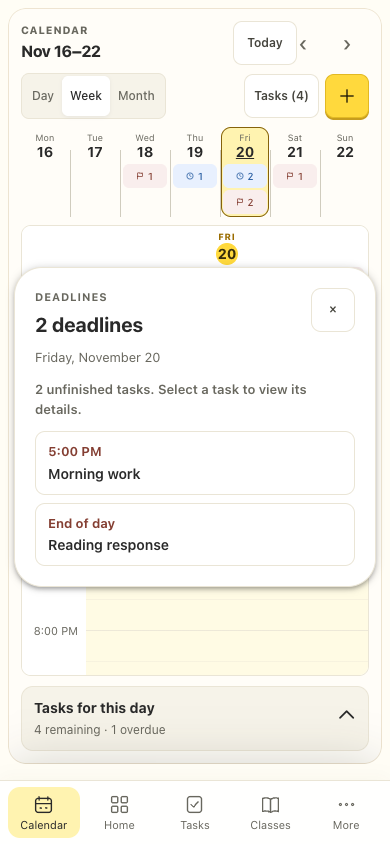 CALENDAR
Nov 16–22
Today
Day Week Month
Tasks (4)
Mon Tue Wed Thu Fri Sat Sun
16 17 18 19 20 21 22
1 1 2 1
2
FRI
20
DEADLINES
2 deadlines
×
Friday, November 20
2 unfinished tasks. Select a task to view its
details.
5:00 PM
Morning work
End of day
Reading response
8:00 PM
Tasks for this day
4 remaining · 1 overdue
Calendar Home Tasks Classes More